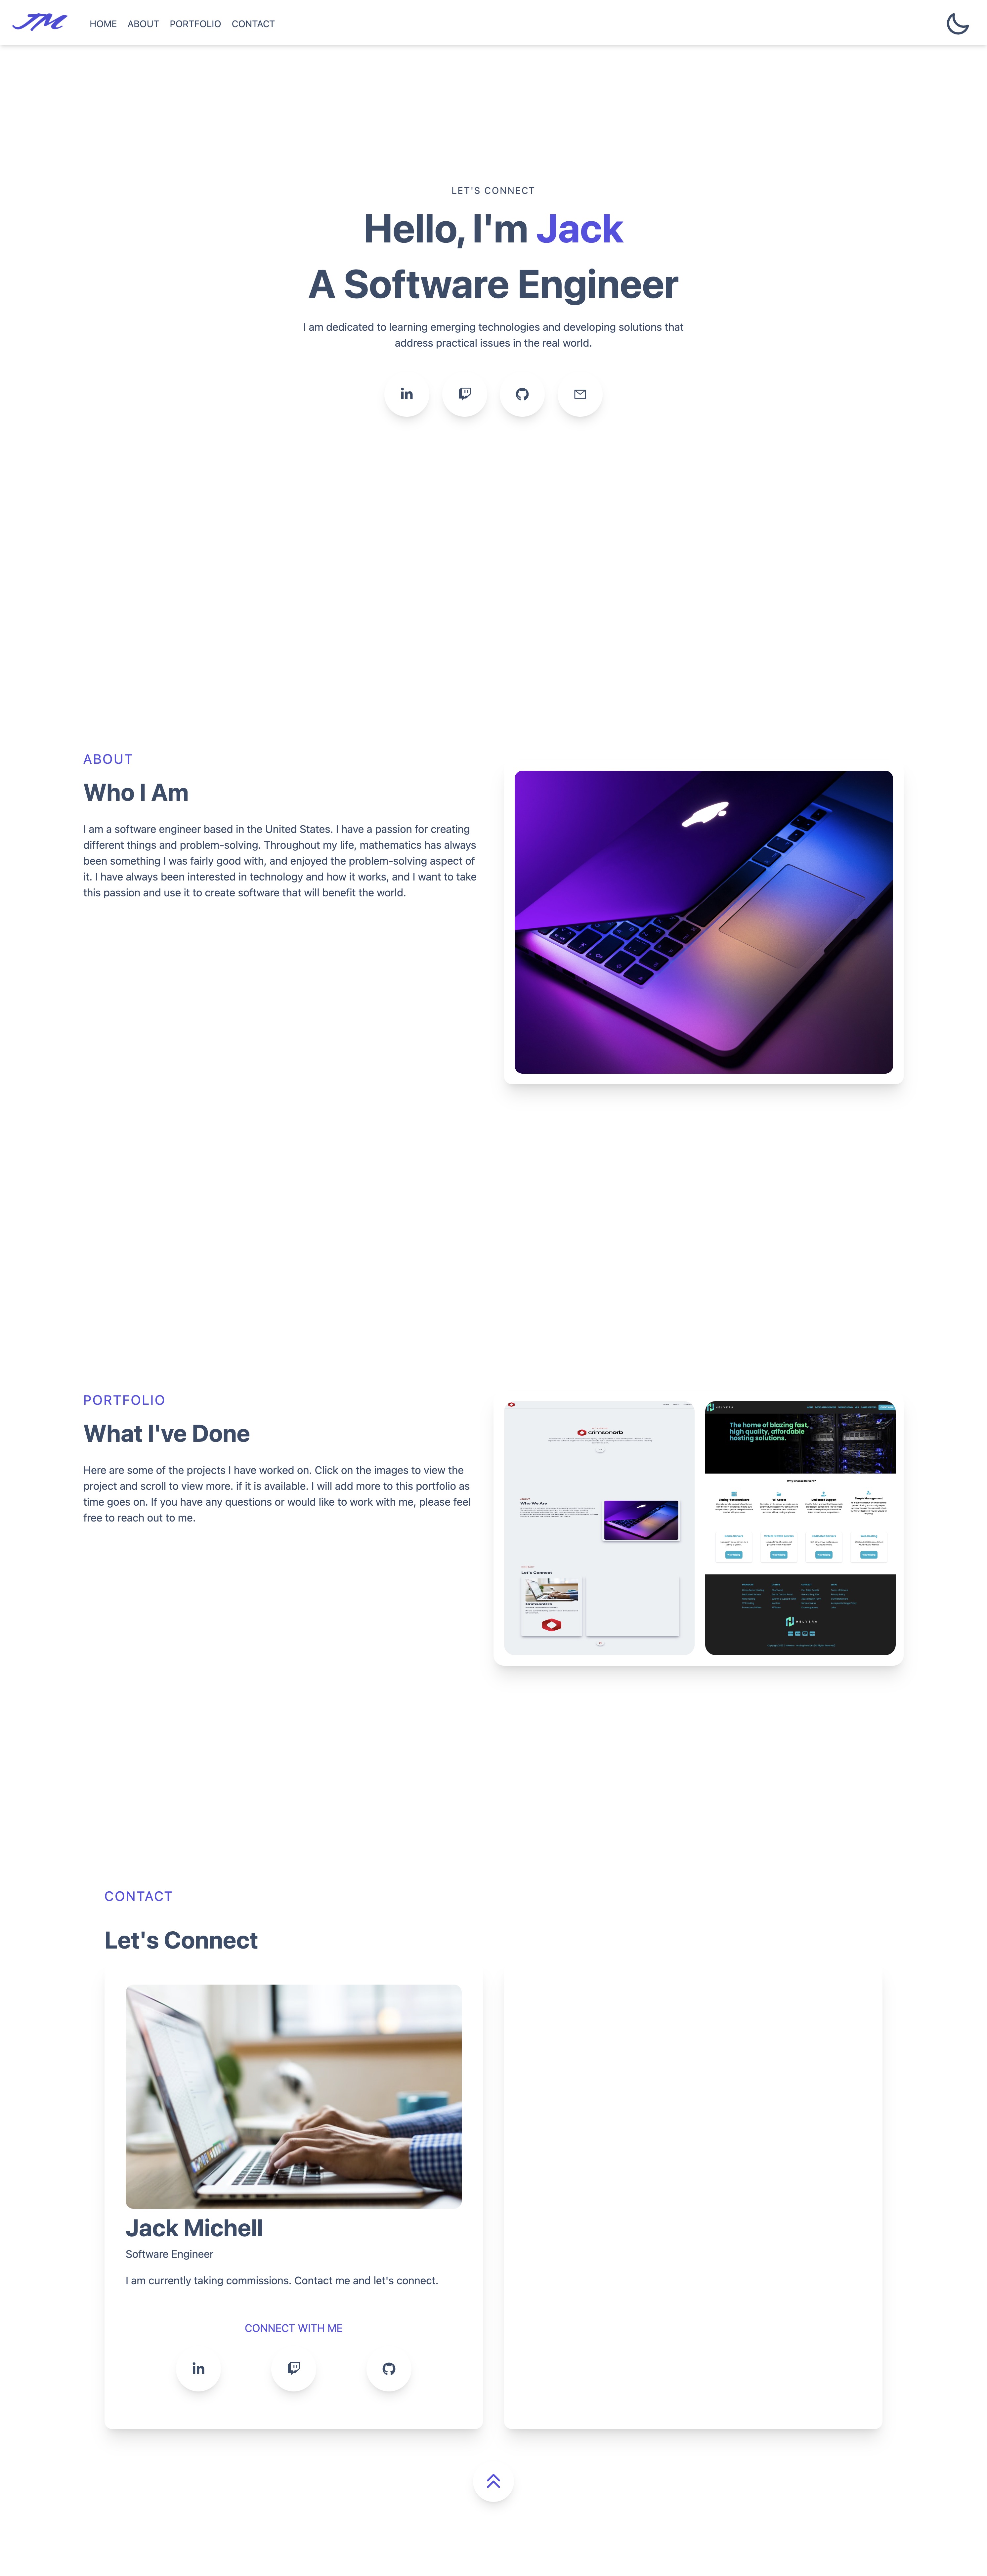 JM
HOME ABOUT PORTFOLIO CONTACT
LET'S CONNECT
Hello, I'm Jack
A Software Engineer
I am dedicated to learning emerging technologies and developing solutions that
address practical issues in the real world.
in
ABOUT
Who I Am
I am a software engineer based in the United States. I have a passion for creating
different things and problem-solving. Throughout my life, mathematics has always
been something I was fairly good with, and enjoyed the problem-solving aspect of
it. I have always been interested in technology and how it works, and I want to take
this passion and use it to create software that will benefit the world.
PORTFOLIO
What I've Done
Here are some of the projects I have worked on. Click on the images to view the
project and scroll to view more. if it is available. I will add more to this portfolio as
time goes on. If you have any questions or would like to work with me, please feel
free to reach out to me.
crimsonorb
Who We Are
Let's Connect
The home of blazing fast,
high quality, affordable
hosting solutions.
CONTACT
Let's Connect
Jack Michell
Software Engineer
I am currently taking commissions. Contact me and let's connect.
CONNECT WITH ME
in